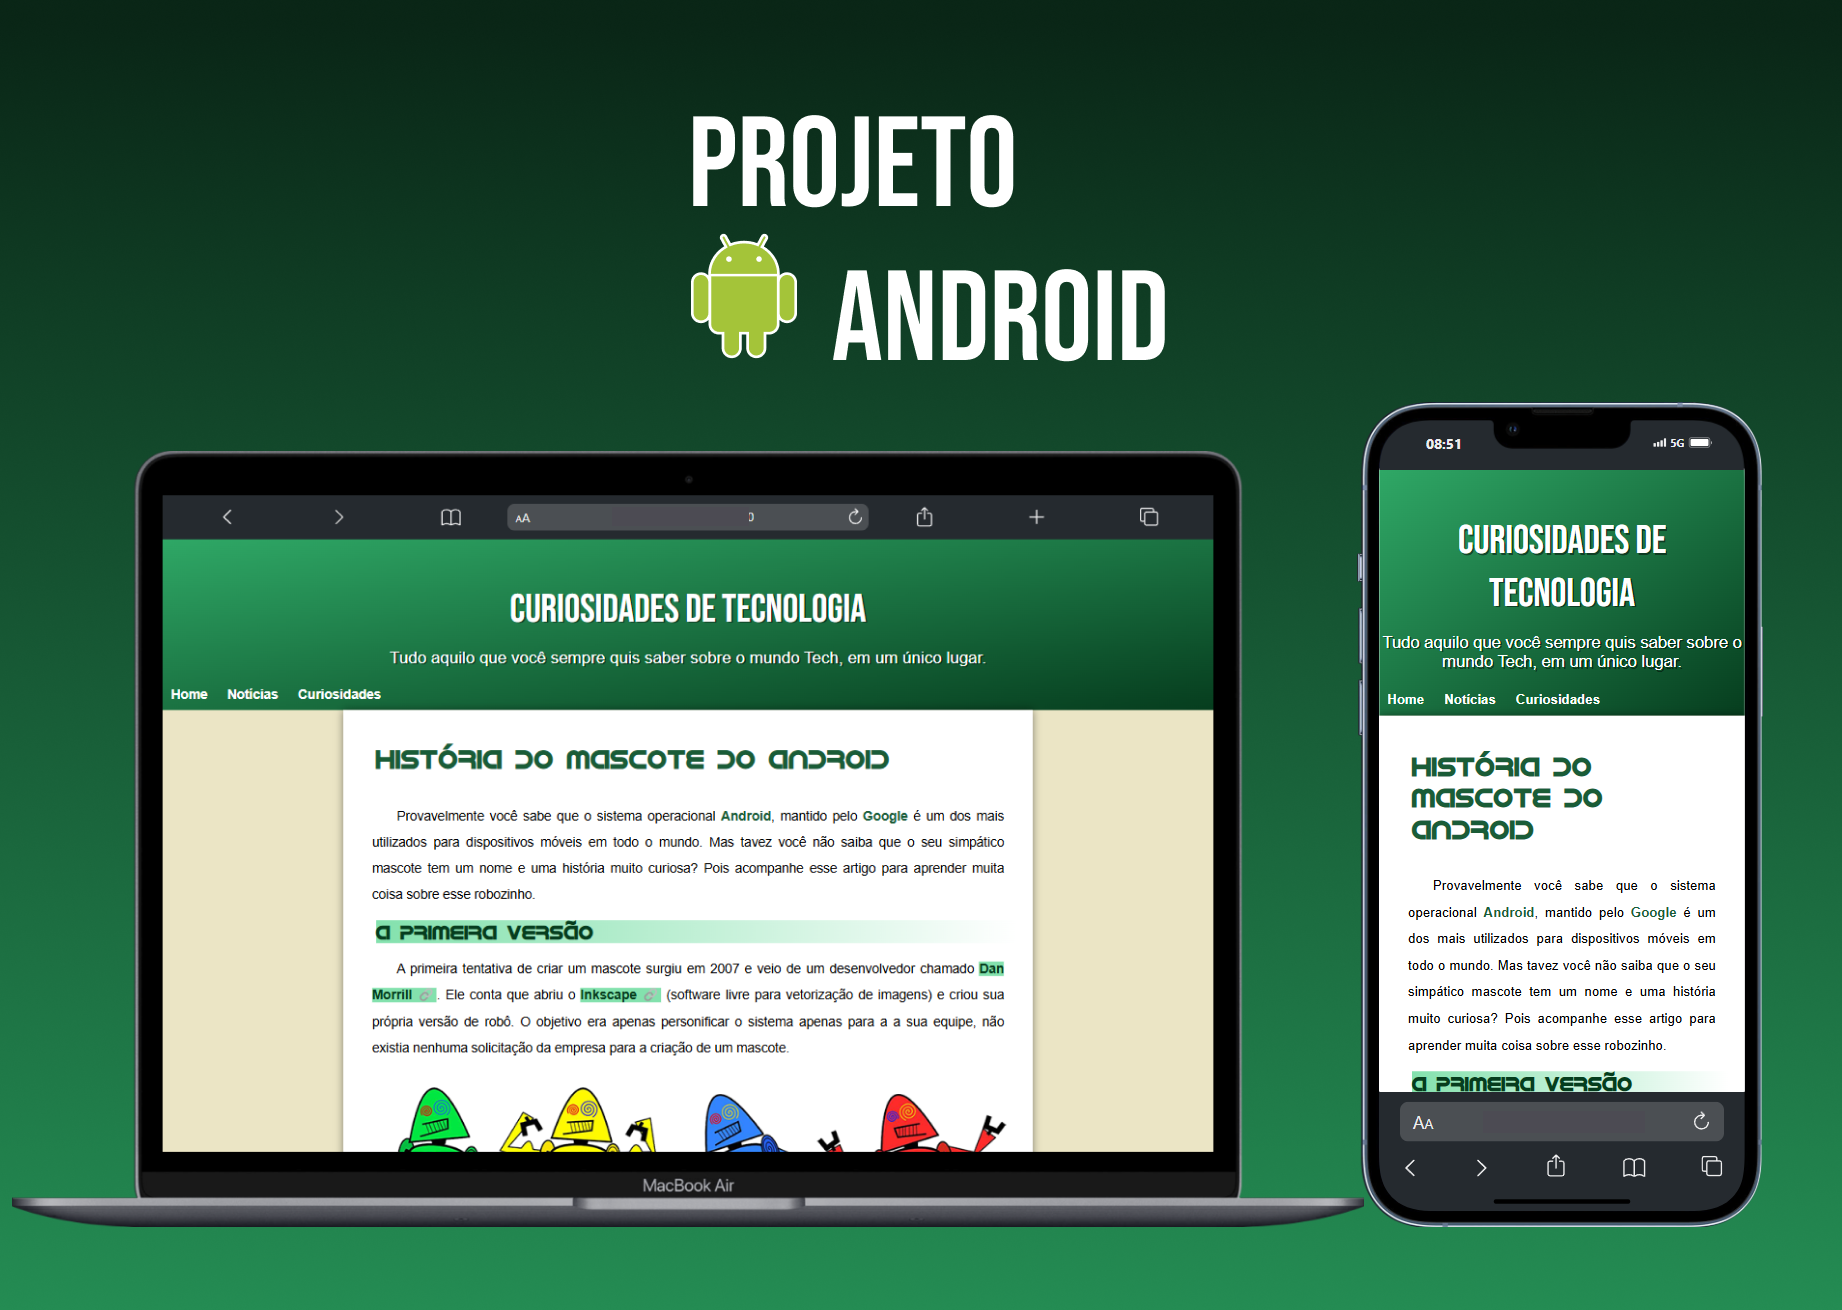 PROJETO
ANDROID
AA
CURIOSIDADES DE TECNOLOGIA
Tudo aquilo que você sempre quis saber sobre o mundo Tech, em um único lugar.
Home Notícias Curiosidades
HISTÓRIA DO MASCOTE DO ANDROID
Provavelmente você sabe que o sistema operacional Android, mantido pelo Google é um dos mais
utilizados para dispositivos móveis em todo o mundo. Mas tavez você não saiba que o seu simpático
mascote tem um nome e uma história muito curiosa? Pois acompanhe esse artigo para aprender muita
coisa sobre esse robozinho.
A PRIMEIRA VERSÃO
A primeira tentativa de criar um mascote surgiu em 2007 e veio de um desenvolvedor chamado Dan
Morrill . Ele conta que abriu o Inkscape (software livre para vetorização de imagens) e criou sua
própria versão de robô. O objetivo era apenas personificar o sistema apenas para a a sua equipe, não
existia nenhuma solicitação da empresa para a criação de um mascote.
MacBook Air
08:51 5G
CURIOSIDADES DE
TECNOLOGIA
Tudo aquilo que você sempre quis saber sobre o
mundo Tech, em um único lugar.
Home Notícias Curiosidades
HISTÓRIA DO
MASCOTE DO
ANDROID
Provavelmente você sabe que o sistema
operacional Android, mantido pelo Google é um
dos mais utilizados para dispositivos móveis em
todo o mundo. Mas tavez você não saiba que o seu
simpático mascote tem um nome e uma história
muito curiosa? Pois acompanhe esse artigo para
aprender muita coisa sobre esse robozinho.
A PRIMEIRA VERSÃO
AA